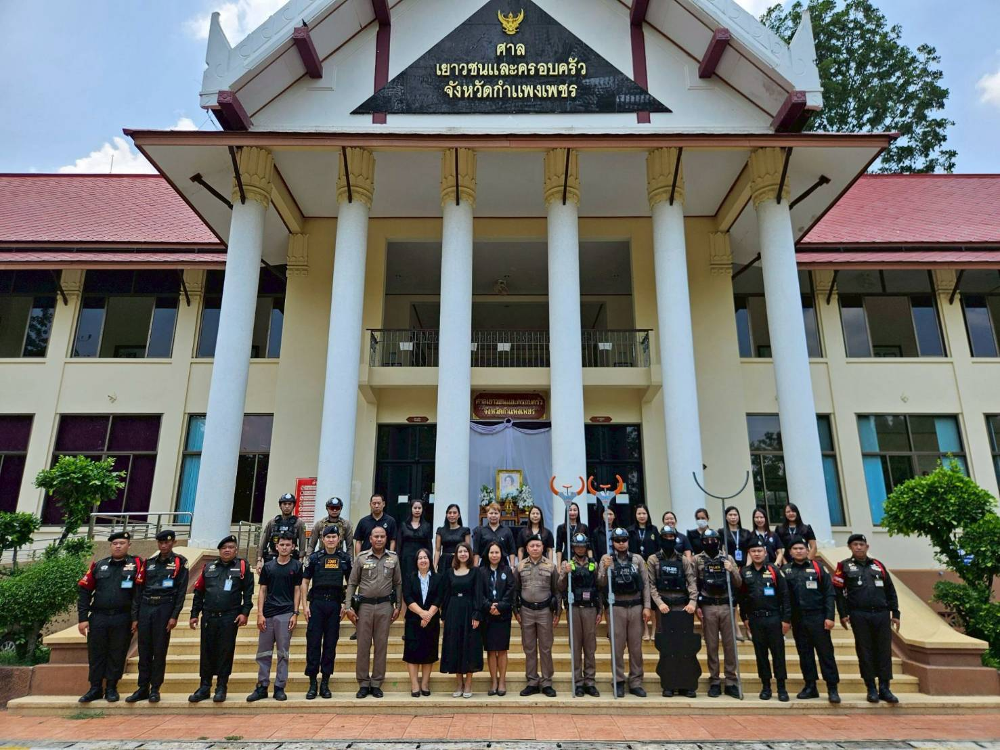 ศาล
เยาวชนและครอบครัว
จังหวัดกำแพงเพชร
ศาลเยาวชนและครอบครัว
จังหวัดกำแพงเพชร
COURT
MARSHAL
POLICE